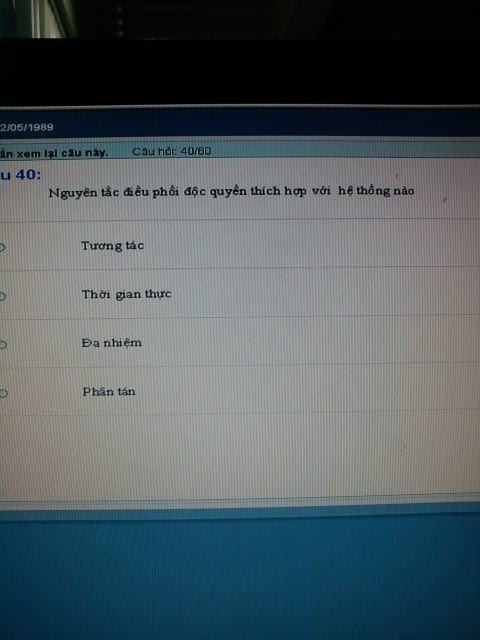 2/05/1989
ần xem lại câu này. Câu hỏi: 40/60
u 40:
Nguyên tắc điều phối độc quyền thích hợp với hệ thống nào
Tương tác
Thời gian thực
Đa nhiệm
Phân tán